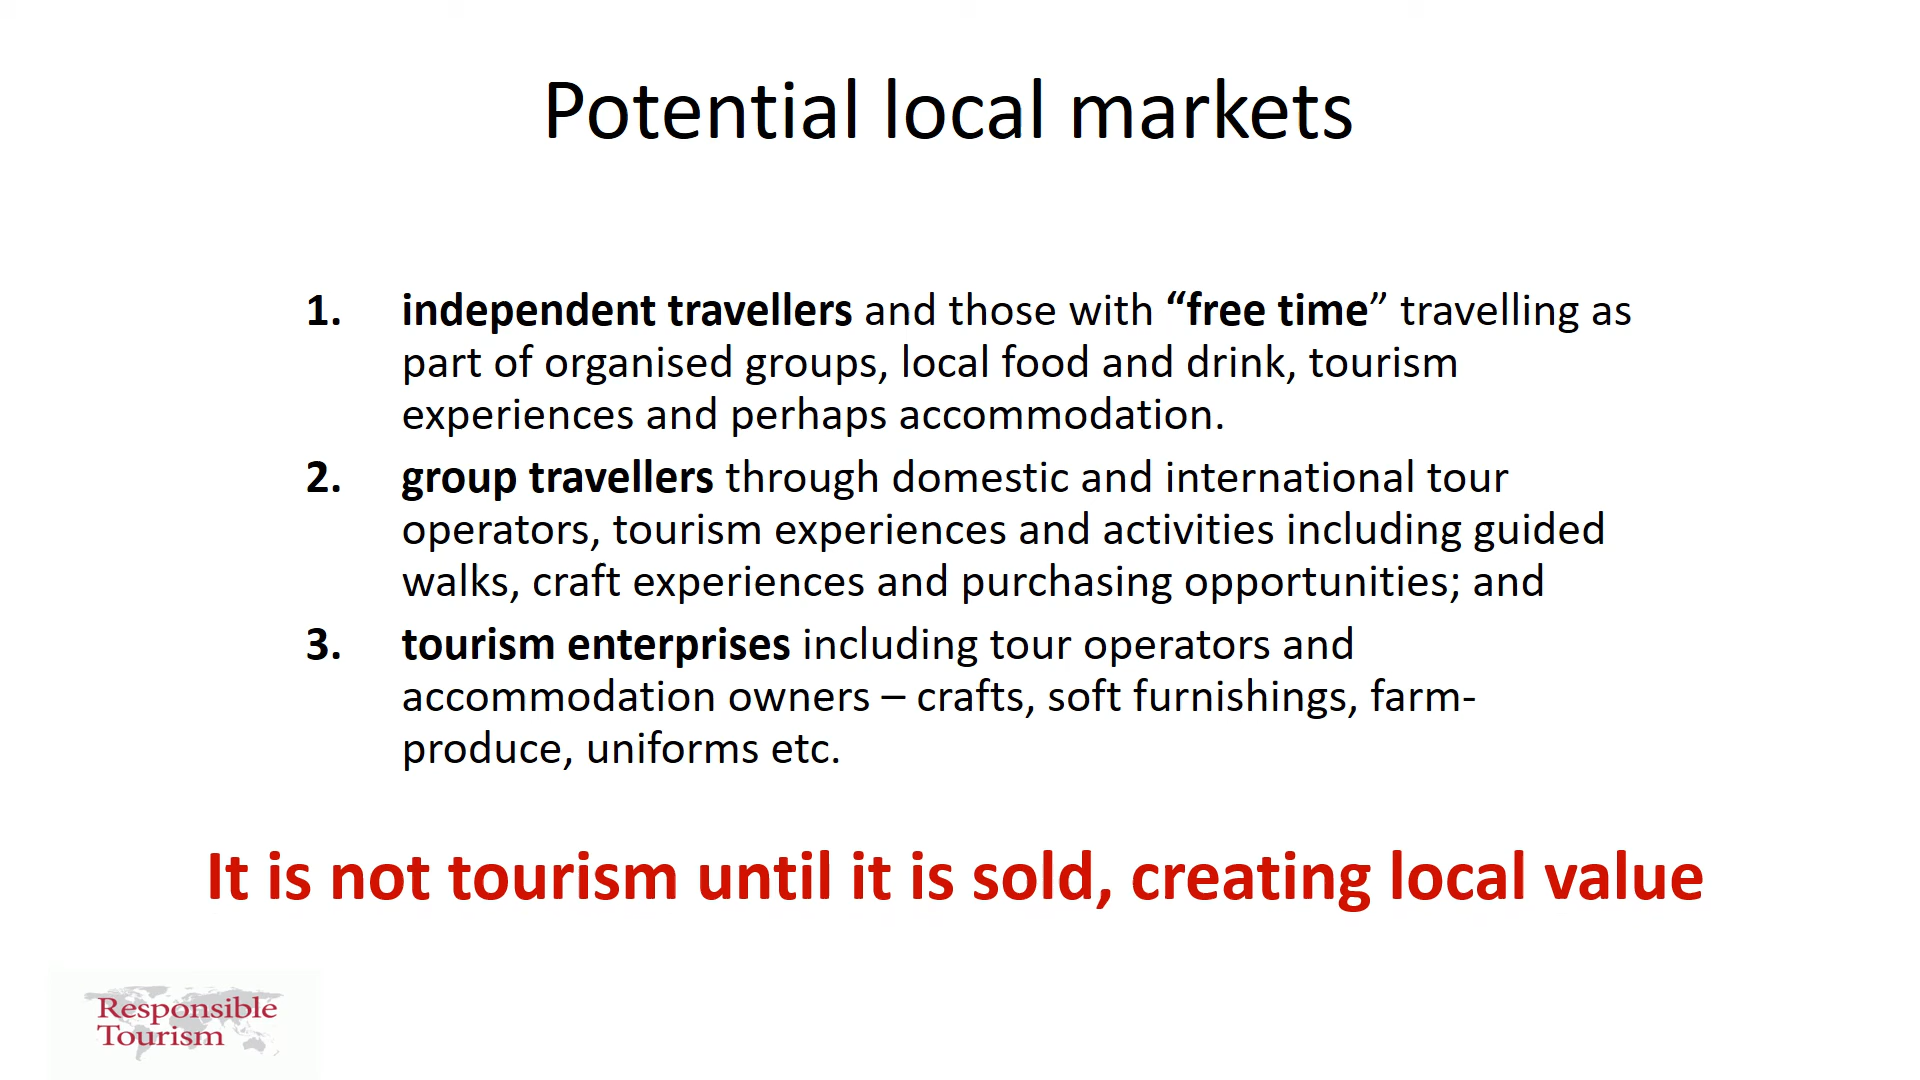 Potential local markets
1. independent travellers and those with “free time” travelling as
part of organised groups, local food and drink, tourism
experiences and perhaps accommodation.
2. group travellers through domestic and international tour
operators, tourism experiences and activities including guided
walks, craft experiences and purchasing opportunities; and
3. tourism enterprises including tour operators and
accommodation owners – crafts, soft furnishings, farm-
produce, uniforms etc.
It is not tourism until it is sold, creating local value
Responsible
Tourism